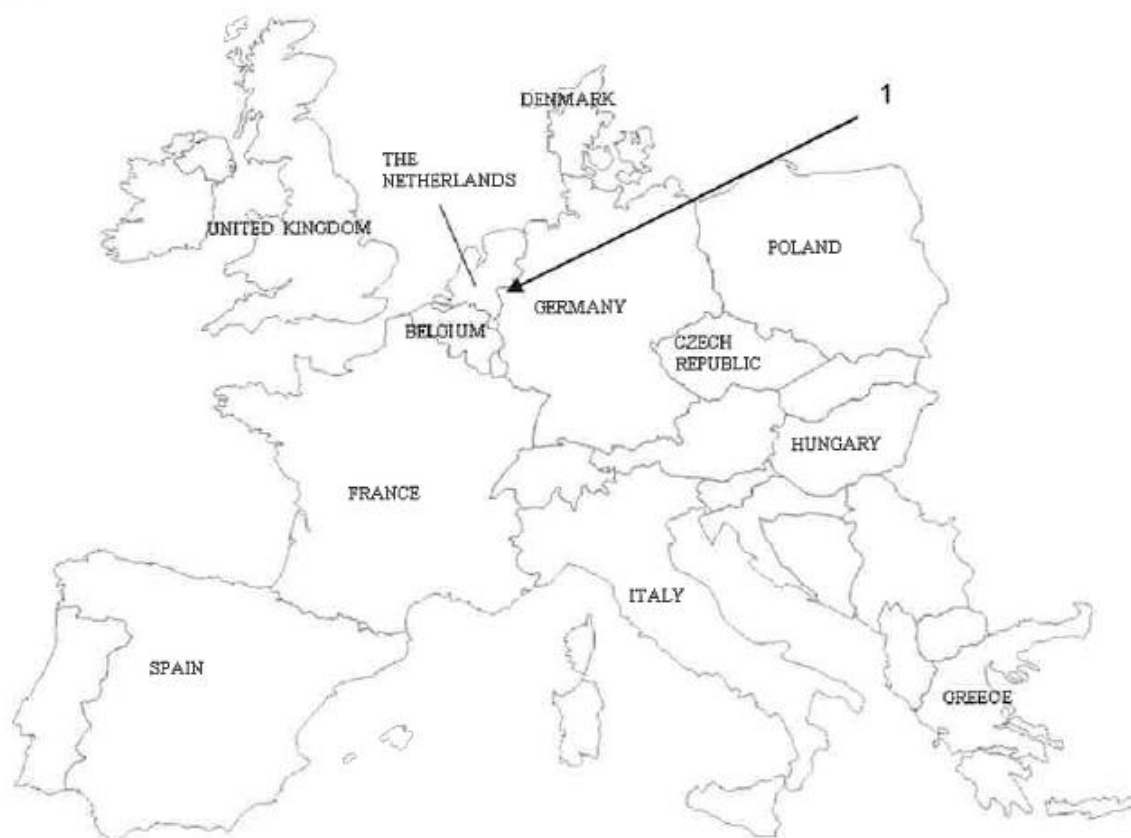 DENMARK
1
THE
NETHERLANDS
UNITED KINGDOM
POLAND
GERMANY
BELGIUM
CZECH
REPUBLIC
HUNGARY
FRANCE
ITALY
SPAIN
GREECE